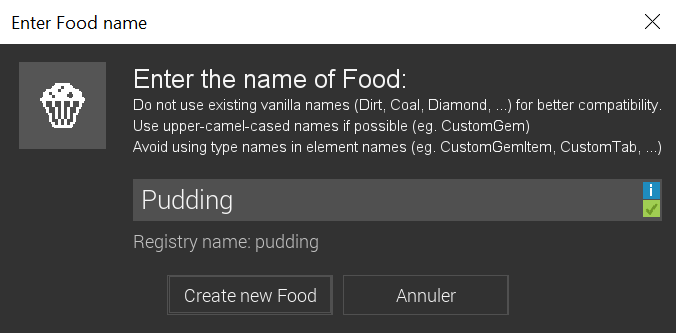 Enter Food name
Enter the name of Food:
Do not use existing vanilla names (Dirt, Coal, Diamond, ...) for better compatibility.
Use upper-camel-cased names if possible (eg. CustomGem)
Avoid using type names in element names (eg. CustomGemItem, CustomTab, ...)
Pudding
Registry name: pudding
Create new Food
Annuler